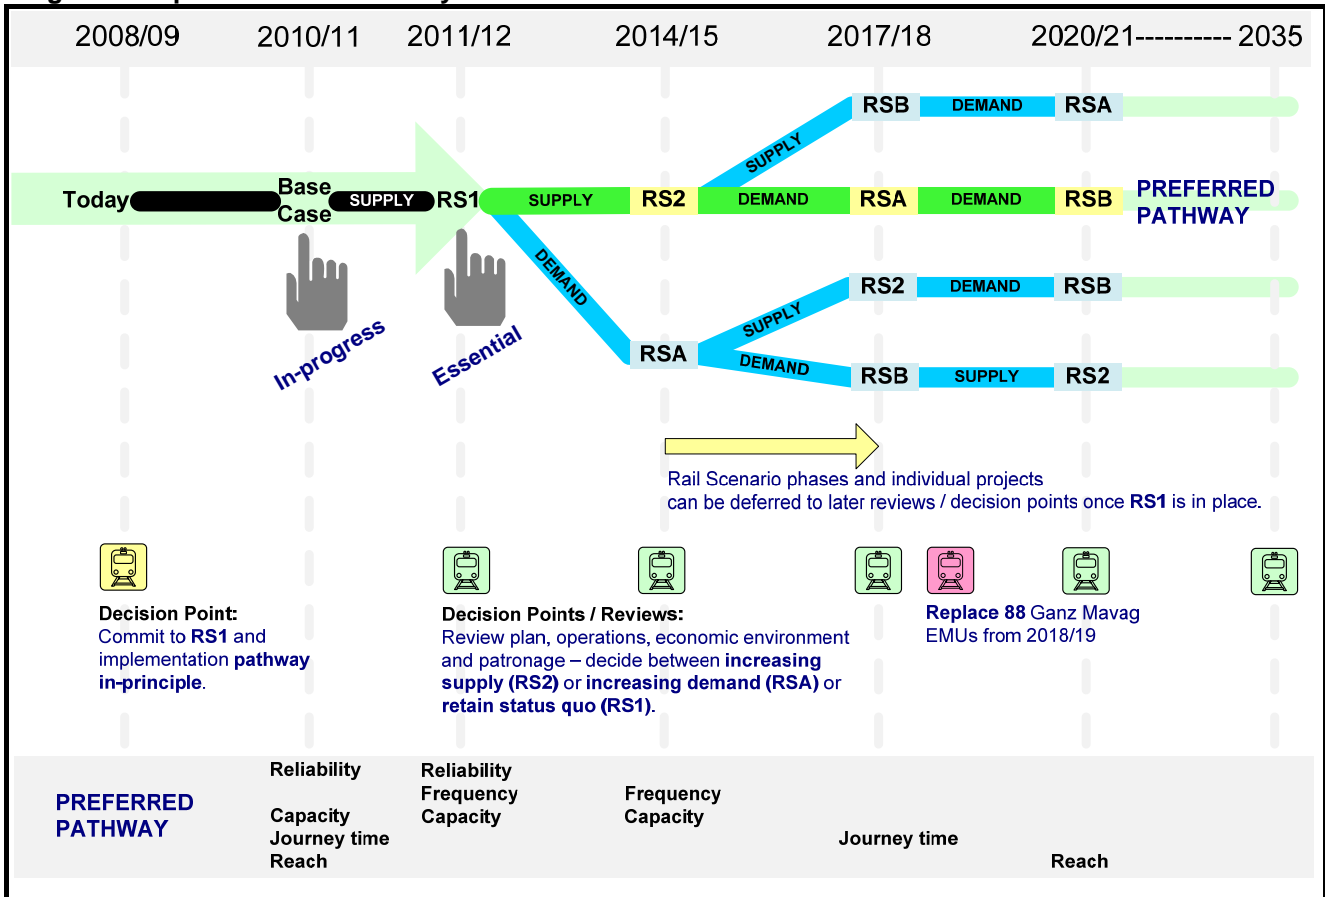 2008/09 2010/11 2011/12 2014/15 2017/18 2020/21---------- 2035
RSB DEMAND RSA
SUPPLY
Today Base Case SUPPLY RS1 SUPPLY RS2 DEMAND RSA DEMAND RSB PREFERRED PATHWAY
DEMAND
RS2 DEMAND RSB
SUPPLY
RSA
DEMAND
RSB SUPPLY RS2
In-progress
Essential
Rail Scenario phases and individual projects
can be deferred to later reviews / decision points once RS1 is in place.
Decision Point:
Commit to RS1 and
implementation pathway
in-principle.
Decision Points / Reviews:
Review plan, operations, economic environment
and patronage – decide between increasing
supply (RS2) or increasing demand (RSA) or
retain status quo (RS1).
Replace 88 Ganz Mavag
EMUs from 2018/19
PREFERRED
PATHWAY
Reliability
Capacity
Journey time
Reach
Reliability
Frequency
Capacity
Frequency
Capacity
Journey time
Reach